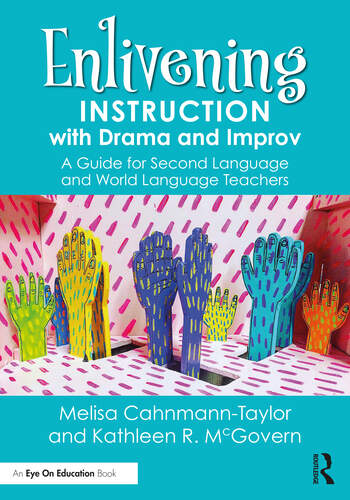 Enlivening
INSTRUCTION
with Drama and Improv
A Guide for Second Language
and World Language Teachers
Melisa Cahnmann-Taylor
and Kathleen R. McGovern
An Eye On Education Book
ROUTLEDGE